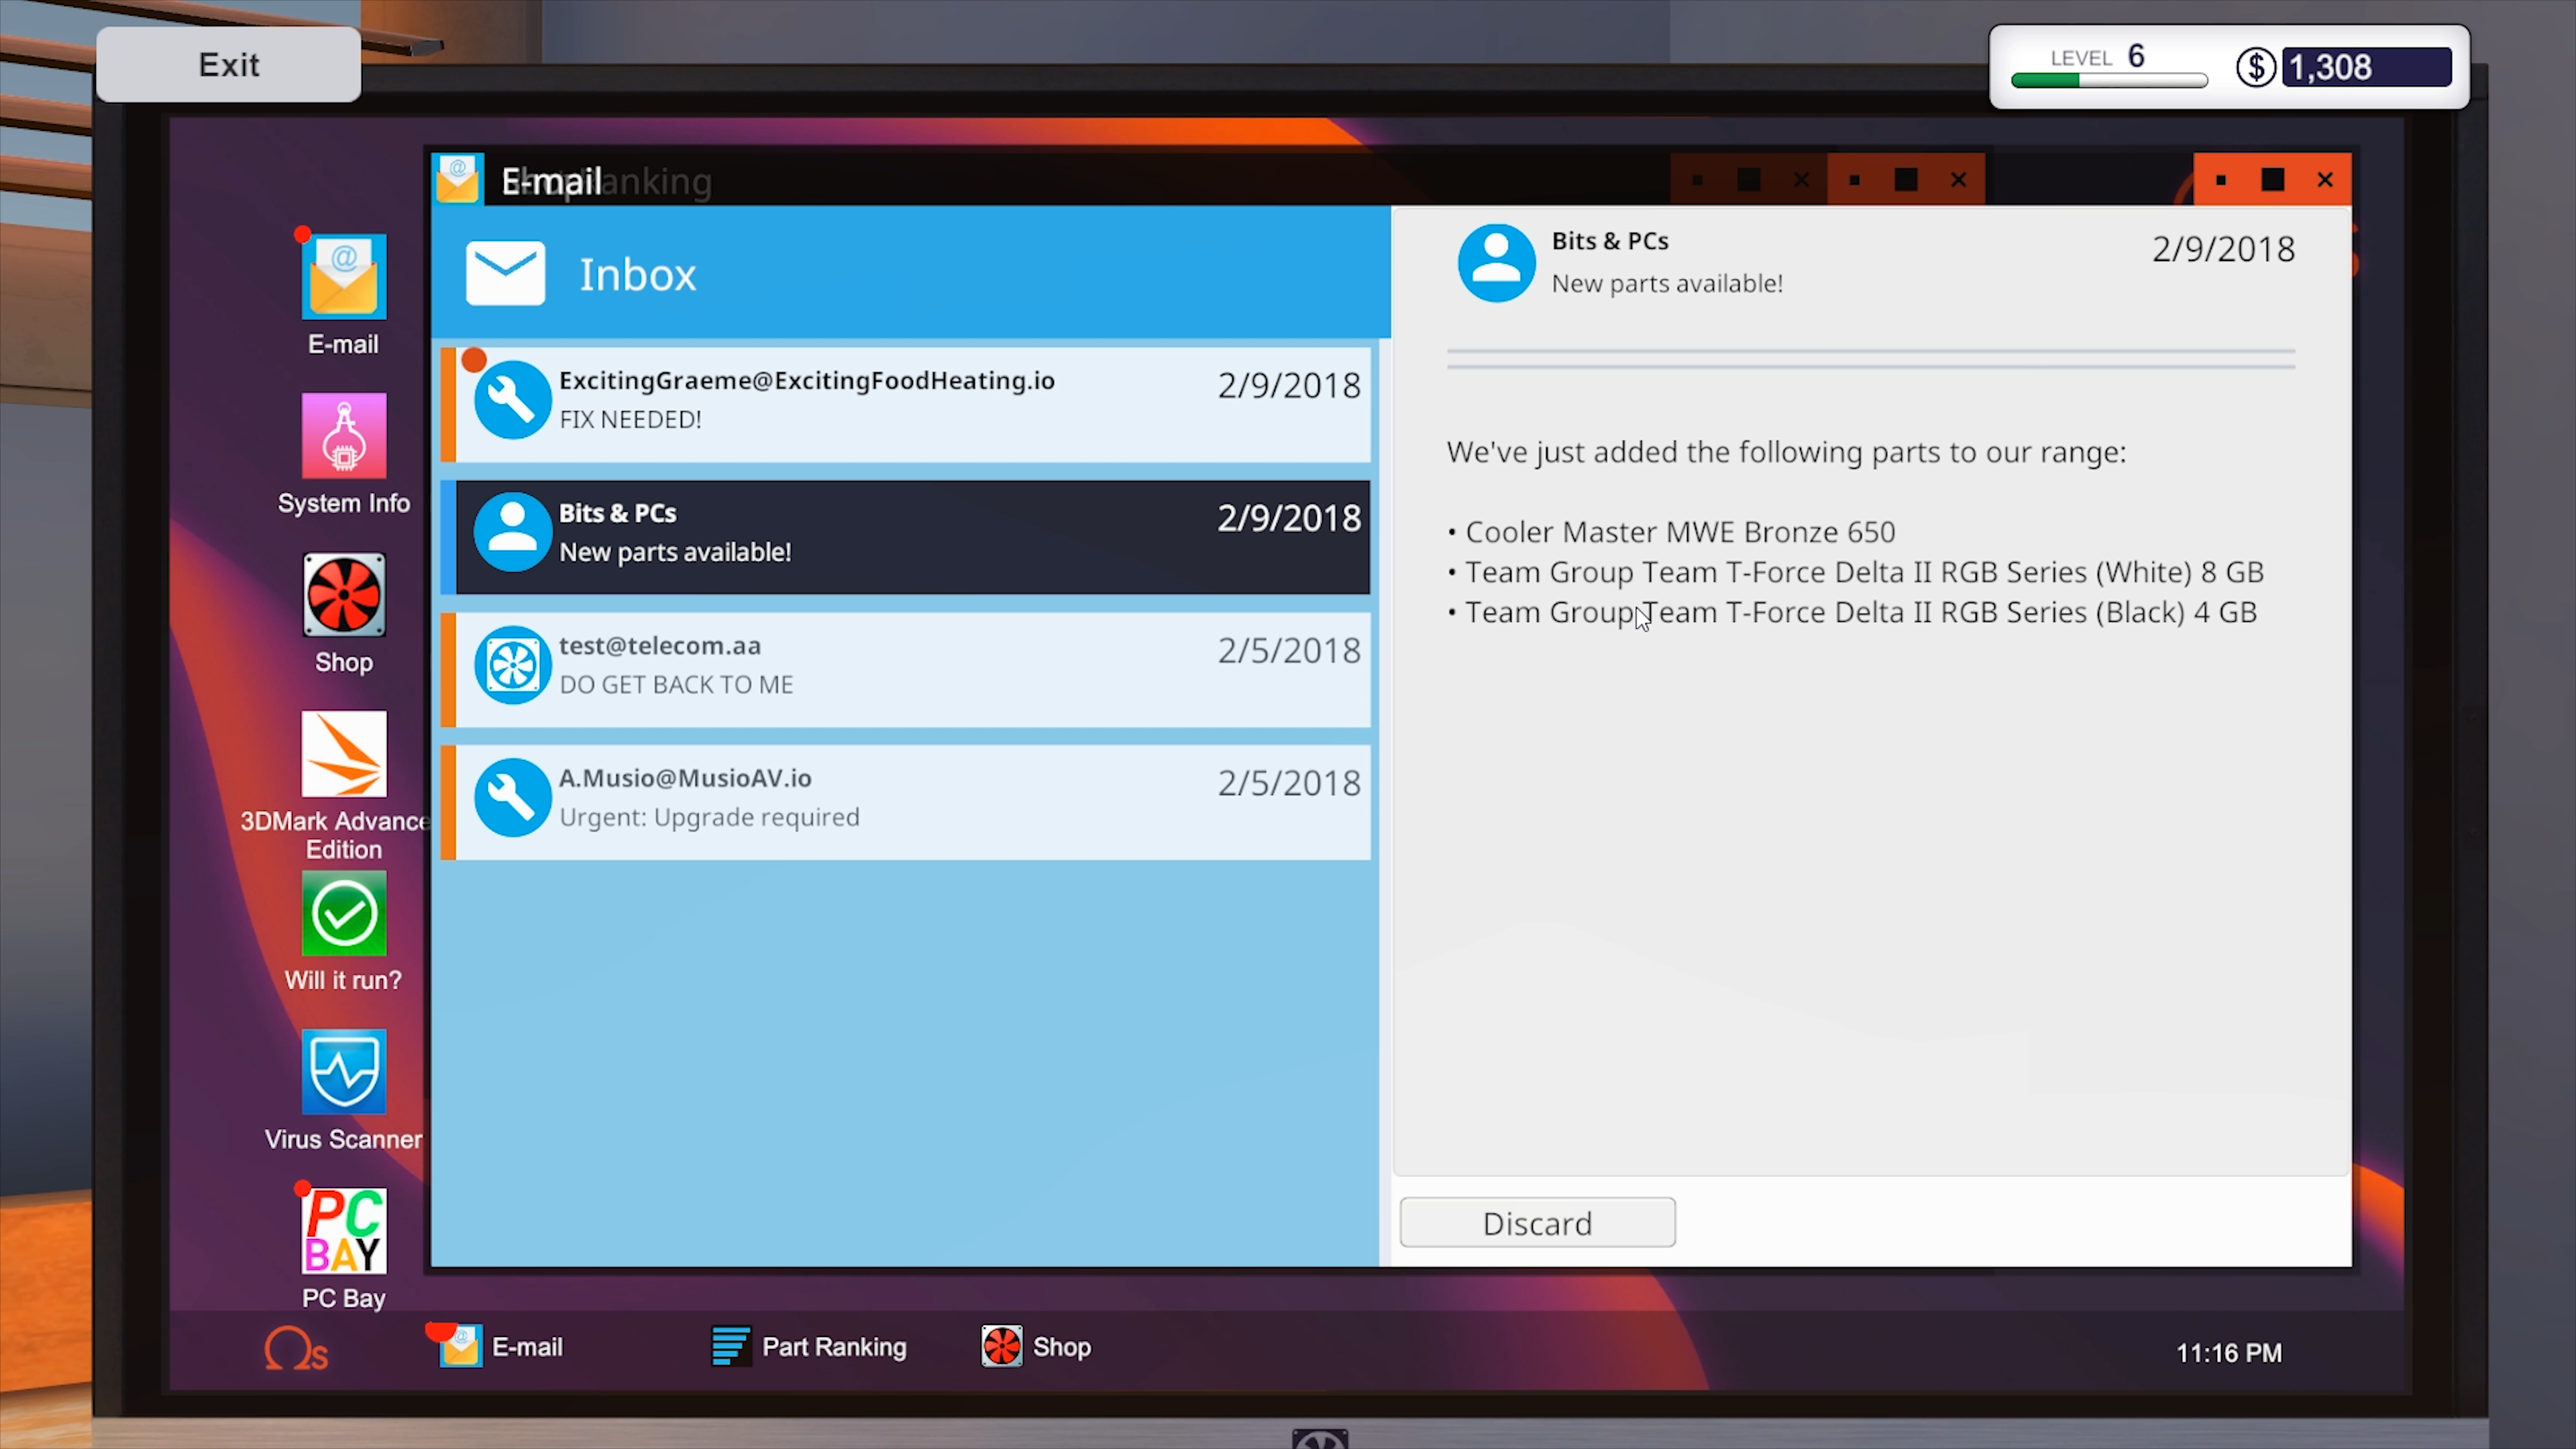 Exit
LEVEL 6
$ 1,308
E-mail
Inbox
ExcitingGraeme@ExcitingFoodHeating.io
2/9/2018
FIX NEEDED!
Bits & PCs
2/9/2018
New parts available!
test@telecom.aa
2/5/2018
DO GET BACK TO ME
A.Musio@MusioAV.io
2/5/2018
Urgent: Upgrade required
Bits & PCs
2/9/2018
New parts available!
We've just added the following parts to our range:
• Cooler Master MWE Bronze 650
• Team Group Team T-Force Delta II RGB Series (White) 8 GB
• Team Group Team T-Force Delta II RGB Series (Black) 4 GB
Discard
E-mail
System Info
Shop
3DMark Advance
Edition
Will it run?
Virus Scanner
PC
BAY
PC Bay
Ωs
E-mail
Part Ranking
Shop
11:16 PM